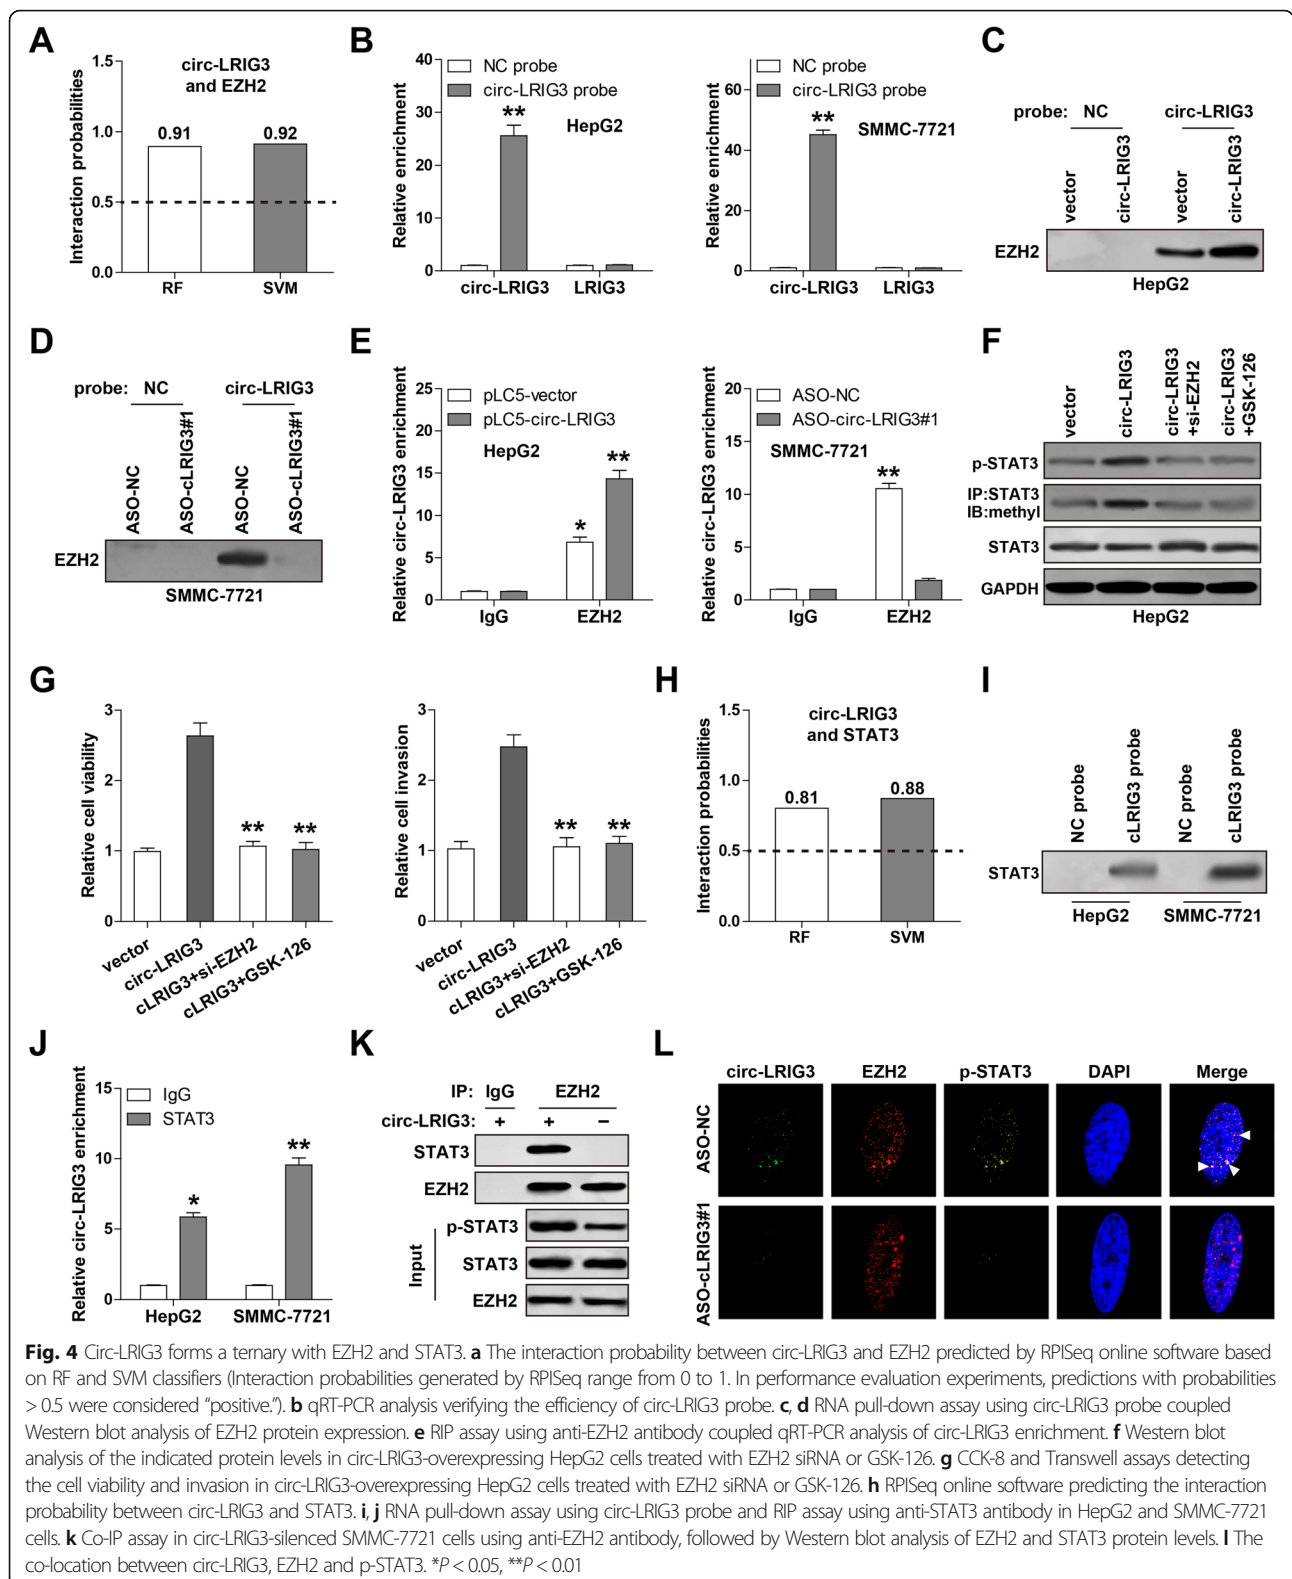 A
circ-LRIG3
and EZH2
Interaction probabilities
1.5
1.0
0.5
0.0
0.91
0.92
RF SVM
B
Relative enrichment
40
30
20
10
0
NC probe
circ-LRIG3 probe
**
HepG2
circ-LRIG3 LRIG3
Relative enrichment
60
40
20
0
NC probe
circ-LRIG3 probe
**
SMMC-7721
circ-LRIG3 LRIG3
C
probe: NC circ-LRIG3
vector
circ-LRIG3
vector
circ-LRIG3
EZH2
HepG2
D
probe: NC circ-LRIG3
ASO-NC
ASO-cLRIG3#1
ASO-NC
ASO-cLRIG3#1
EZH2
SMMC-7721
E
Relative circ-LRIG3 enrichment
25
20
15
10
5
0
pLC5-vector
pLC5-circ-LRIG3
HepG2
*
**
IgG EZH2
Relative circ-LRIG3 enrichment
20
15
10
5
0
ASO-NC
ASO-circ-LRIG3#1
SMMC-7721
**
IgG EZH2
F
vector
circ-LRIG3
circ-LRIG3
+si-EZH2
circ-LRIG3
+GSK-126
p-STAT3
IP:STAT3
IB:methyl
STAT3
GAPDH
HepG2
G
Relative cell viability
3
2
1
0
**
**
vector
circ-LRIG3
cLRIG3+si-EZH2
cLRIG3+GSK-126
Relative cell invasion
3
2
1
0
**
**
vector
circ-LRIG3
cLRIG3+si-EZH2
cLRIG3+GSK-126
H
circ-LRIG3
and STAT3
Interaction probabilities
1.5
1.0
0.5
0.0
0.81
0.88
RF SVM
I
NC probe
cLRIG3 probe
NC probe
cLRIG3 probe
STAT3
HepG2 SMMC-7721
J
Relative circ-LRIG3 enrichment
15
10
5
0
IgG
STAT3
*
**
HepG2 SMMC-7721
K
IP: IgG EZH2
circ-LRIG3: + + −
STAT3
EZH2
Input
p-STAT3
STAT3
EZH2
L
circ-LRIG3 EZH2 p-STAT3 DAPI Merge
ASO-NC
ASO-cLRIG3#1
Fig. 4 Circ-LRIG3 forms a ternary with EZH2 and STAT3. a The interaction probability between circ-LRIG3 and EZH2 predicted by RPISeq online software based
on RF and SVM classifiers (Interaction probabilities generated by RPISeq range from 0 to 1. In performance evaluation experiments, predictions with probabilities
> 0.5 were considered “positive.”). b qRT-PCR analysis verifying the efficiency of circ-LRIG3 probe. c, d RNA pull-down assay using circ-LRIG3 probe coupled
Western blot analysis of EZH2 protein expression. e RIP assay using anti-EZH2 antibody coupled qRT-PCR analysis of circ-LRIG3 enrichment. f Western blot
analysis of the indicated protein levels in circ-LRIG3-overexpressing HepG2 cells treated with EZH2 siRNA or GSK-126. g CCK-8 and Transwell assays detecting
the cell viability and invasion in circ-LRIG3-overexpressing HepG2 cells treated with EZH2 siRNA or GSK-126. h RPISeq online software predicting the interaction
probability between circ-LRIG3 and STAT3. i, j RNA pull-down assay using circ-LRIG3 probe and RIP assay using anti-STAT3 antibody in HepG2 and SMMC-7721
cells. k Co-IP assay in circ-LRIG3-silenced SMMC-7721 cells using anti-EZH2 antibody, followed by Western blot analysis of EZH2 and STAT3 protein levels. l The
co-location between circ-LRIG3, EZH2 and p-STAT3. *P < 0.05, **P < 0.01